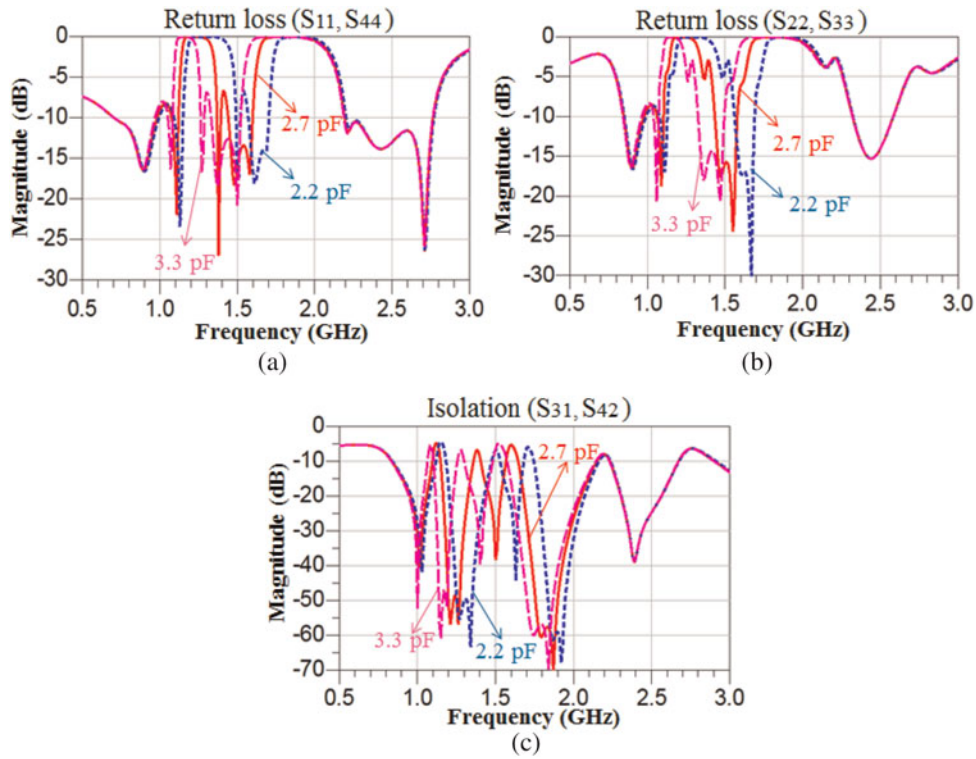 Return loss (S11, S44)
Magnitude (dB)
0
-5
-10
-15
-20
-25
-30
2.7 pF
2.2 pF
3.3 pF
0.5 1.0 1.5 2.0 2.5 3.0
Frequency (GHz)
(a)
Return loss (S22, S33)
Magnitude (dB)
0
-5
-10
-15
-20
-25
-30
2.7 pF
2.2 pF
3.3 pF
0.5 1.0 1.5 2.0 2.5 3.0
Frequency (GHz)
(b)
Isolation (S31, S42)
Magnitude (dB)
0
-10
-20
-30
-40
-50
-60
-70
2.7 pF
3.3 pF
2.2 pF
0.5 1.0 1.5 2.0 2.5 3.0
Frequency (GHz)
(c)